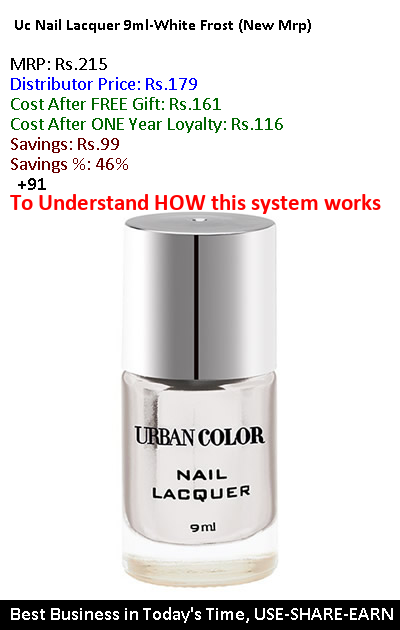 Uc Nail Lacquer 9ml-White Frost (New Mrp)
MRP: Rs.215
Distributor Price: Rs.179
Cost After FREE Gift: Rs.161
Cost After ONE Year Loyalty: Rs.116
Savings: Rs.99
Savings %: 46%
+91
To Understand HOW this system works
URBAN COLOR
NAIL
LACQUER
9ml
Best Business in Today's Time, USE-SHARE-EARN